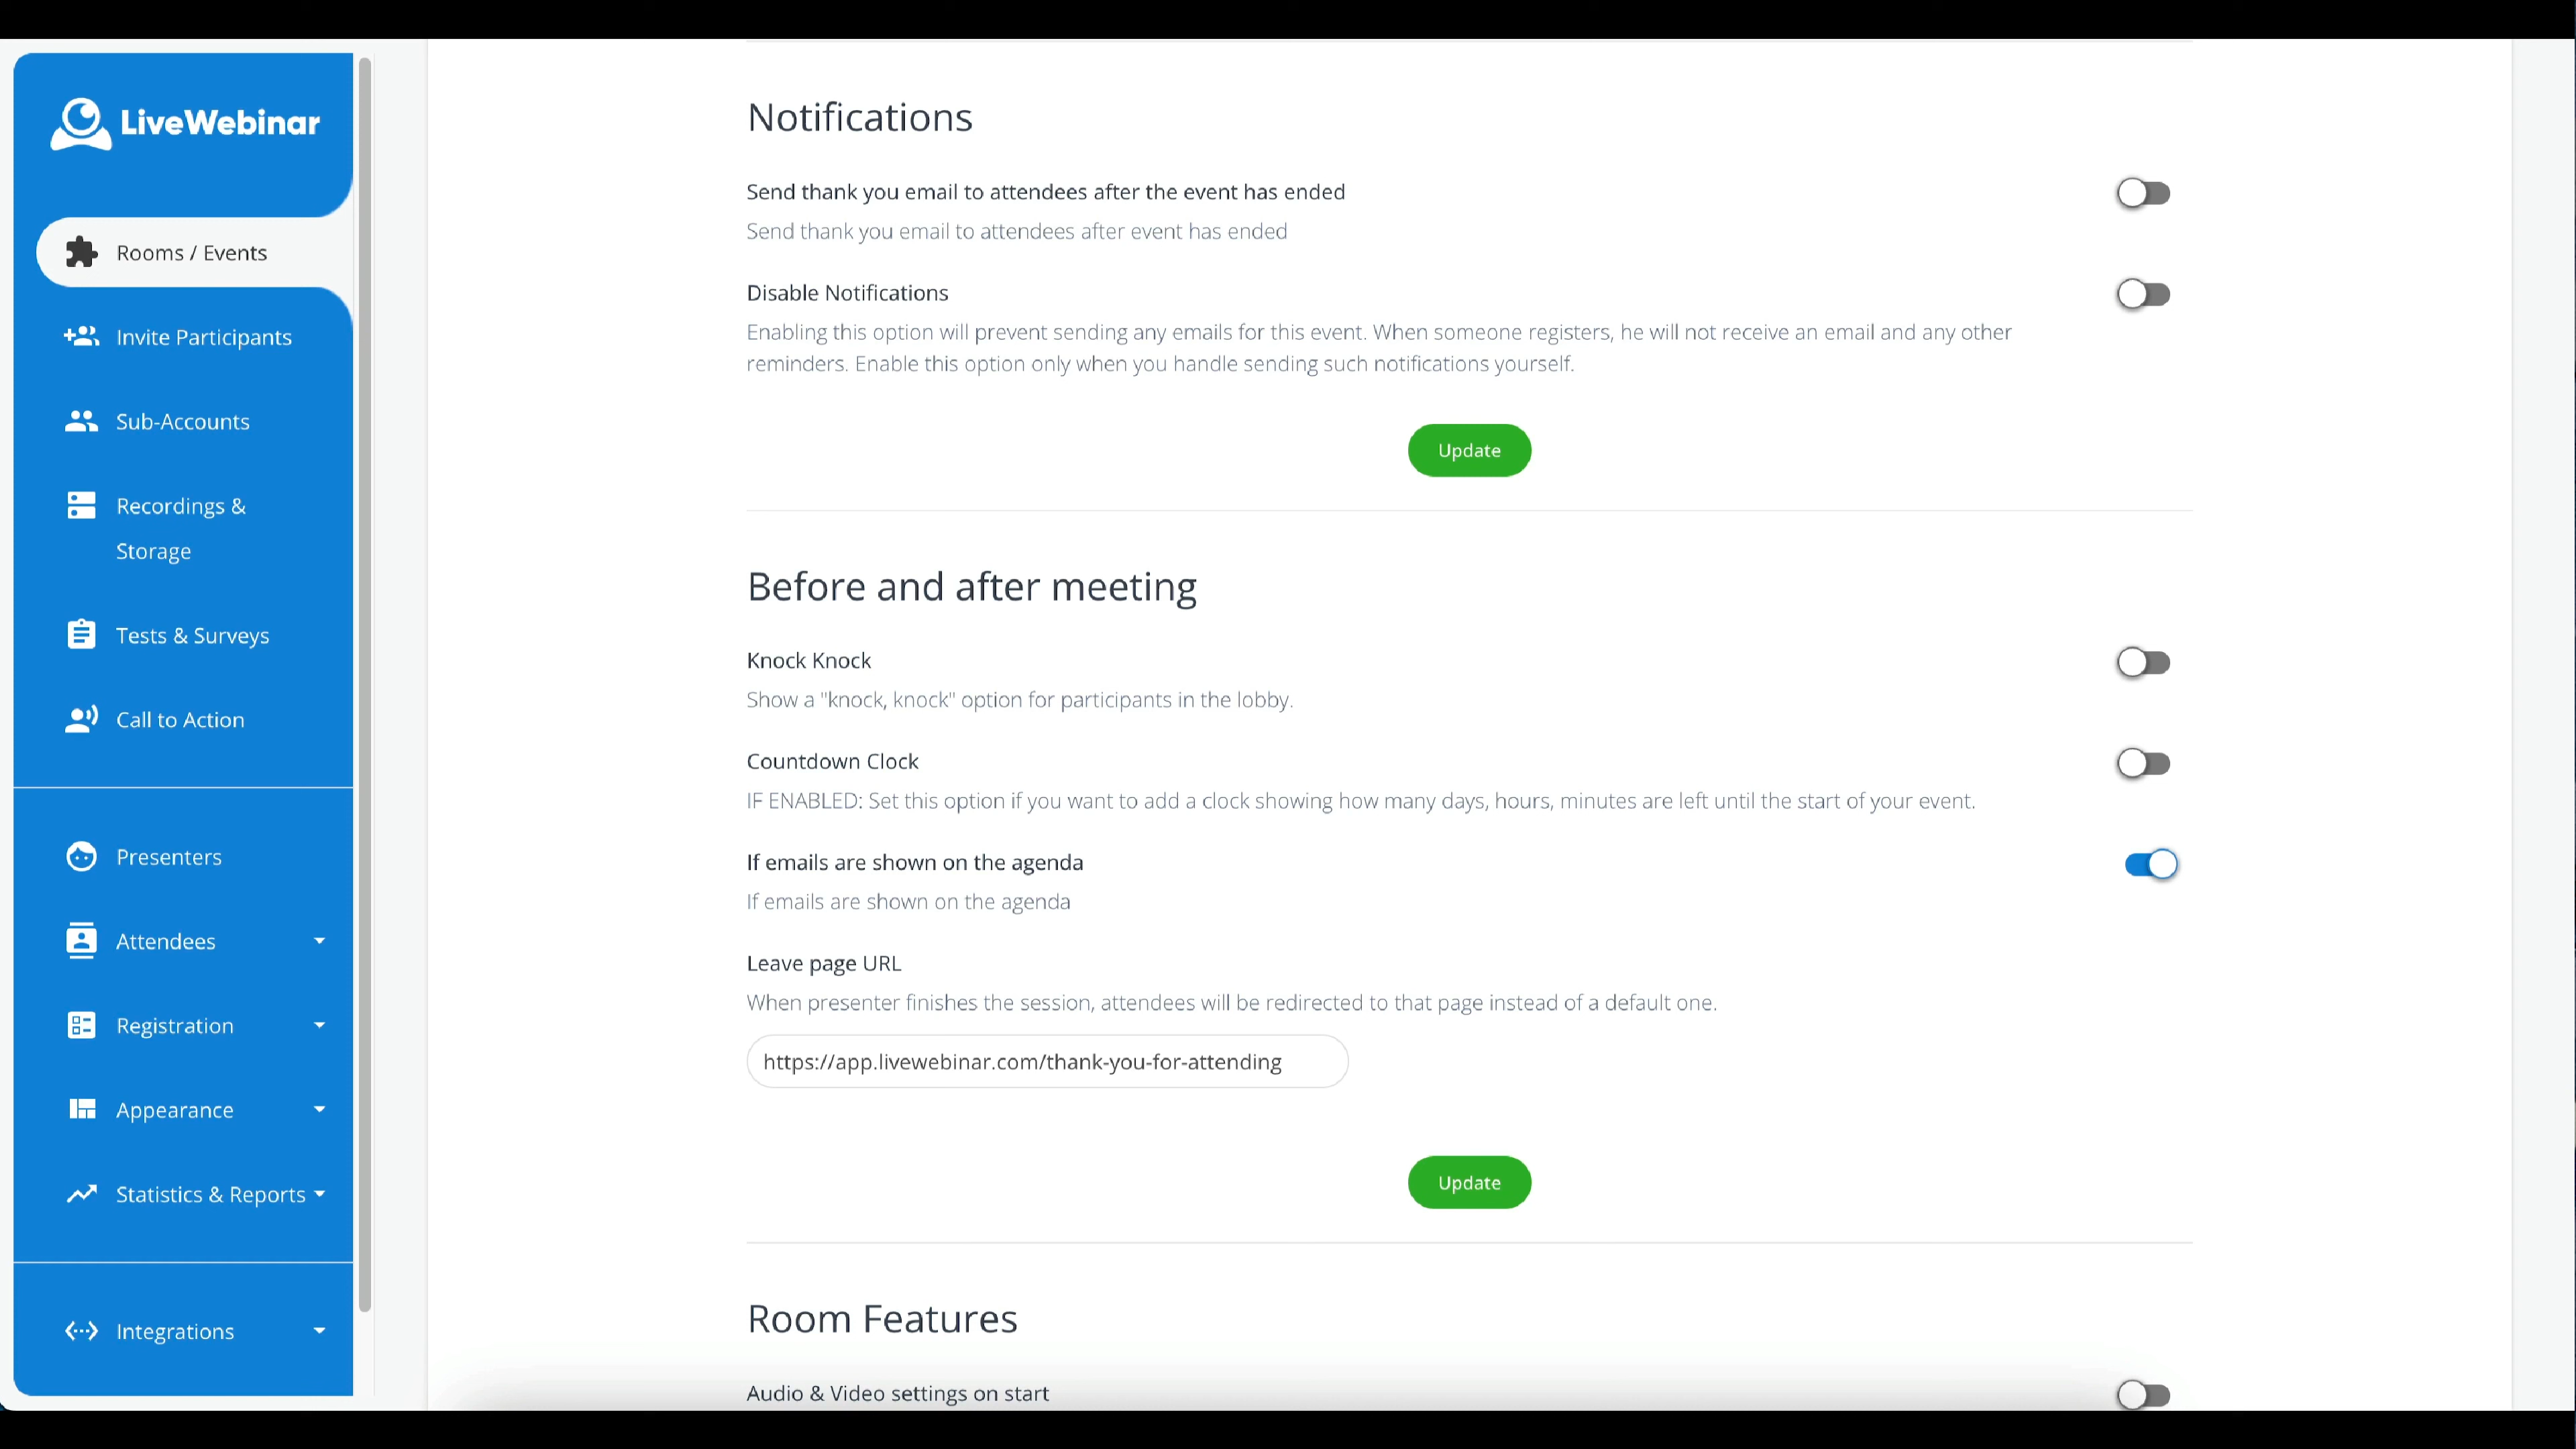 LiveWebinar
Rooms / Events
Invite Participants
Sub-Accounts
Recordings &
Storage
Tests & Surveys
Call to Action
Presenters
Attendees
Registration
Appearance
Statistics & Reports
Integrations
Notifications
Send thank you email to attendees after the event has ended
Send thank you email to attendees after event has ended
Disable Notifications
Enabling this option will prevent sending any emails for this event. When someone registers, he will not receive an email and any other
reminders. Enable this option only when you handle sending such notifications yourself.
Update
Before and after meeting
Knock Knock
Show a "knock, knock" option for participants in the lobby.
Countdown Clock
IF ENABLED: Set this option if you want to add a clock showing how many days, hours, minutes are left until the start of your event.
If emails are shown on the agenda
If emails are shown on the agenda
Leave page URL
When presenter finishes the session, attendees will be redirected to that page instead of a default one.
https://app.livewebinar.com/thank-you-for-attending
Update
Room Features
Audio & Video settings on start